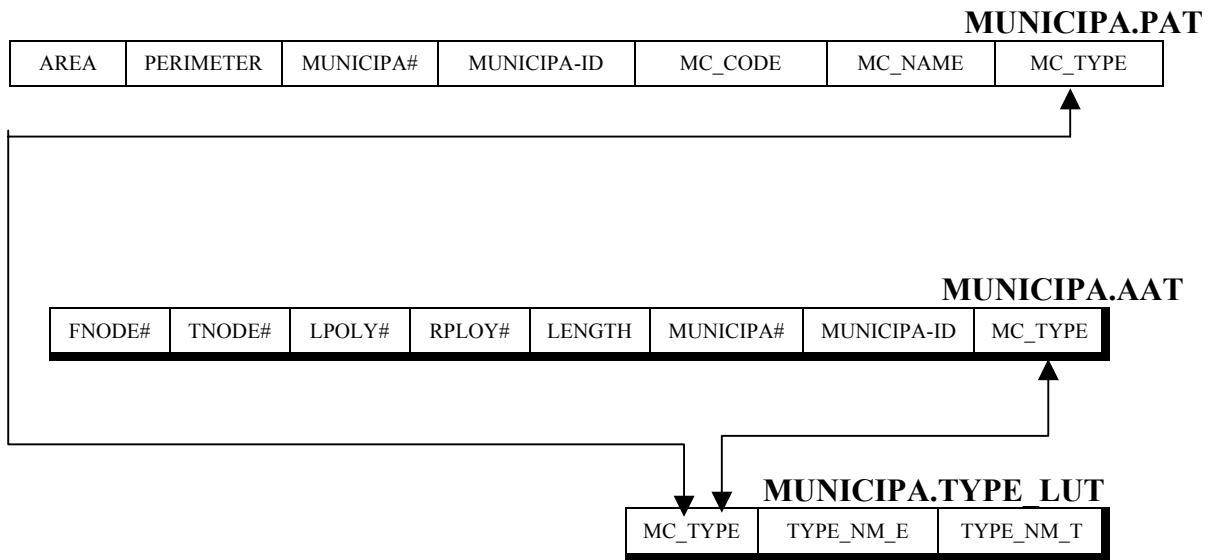 MUNICIPA.PAT
AREA PERIMETER MUNICIPA# MUNICIPA-ID MC_CODE MC_NAME MC_TYPE
MUNICIPA.AAT
FNODE# TNODE# LPOLY# RPLOY# LENGTH MUNICIPA# MUNICIPA-ID MC_TYPE
MUNICIPA.TYPE_LUT
MC_TYPE TYPE_NM_E TYPE_NM_T